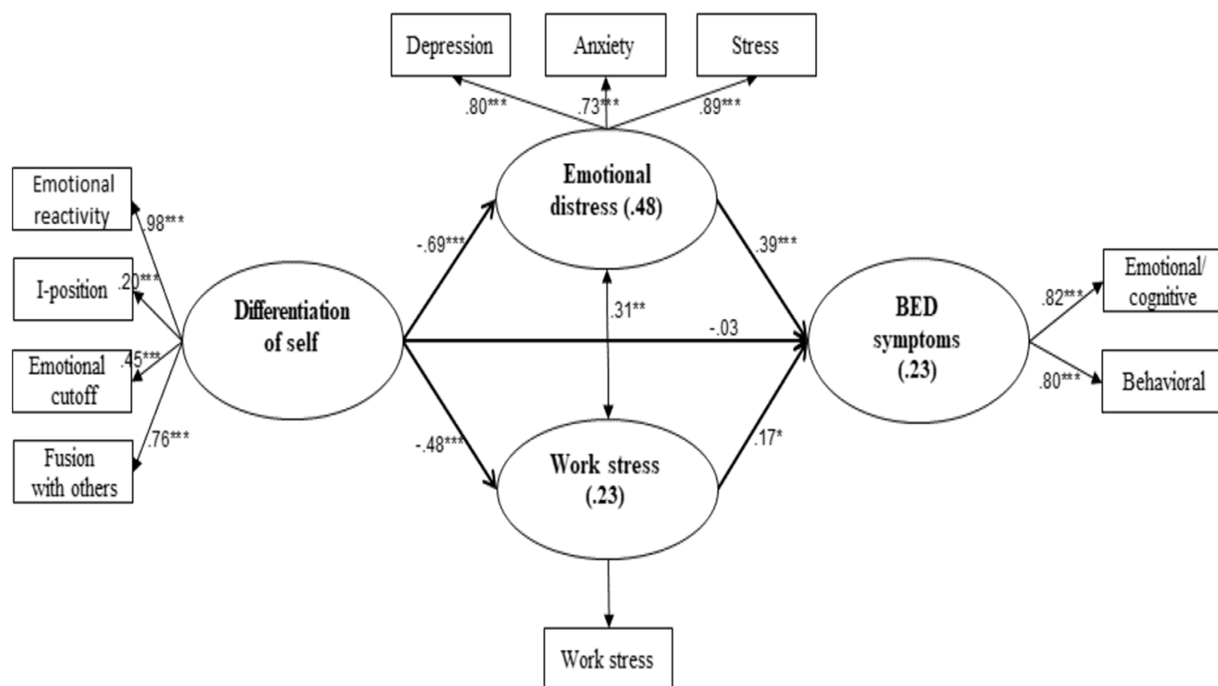 Depression
Anxiety
Stress
.80***
.73***
.89***
Emotional
distress (.48)
Emotional
reactivity
.98***
I-position
.20***
Emotional
cutoff
.45***
Fusion
with others
.76***
Differentiation
of self
-.69***
-.48***
.31**
-.03
.39***
.17*
Work stress
(.23)
Work stress
BED
symptoms
(.23)
.82***
.80***
Emotional/
cognitive
Behavioral